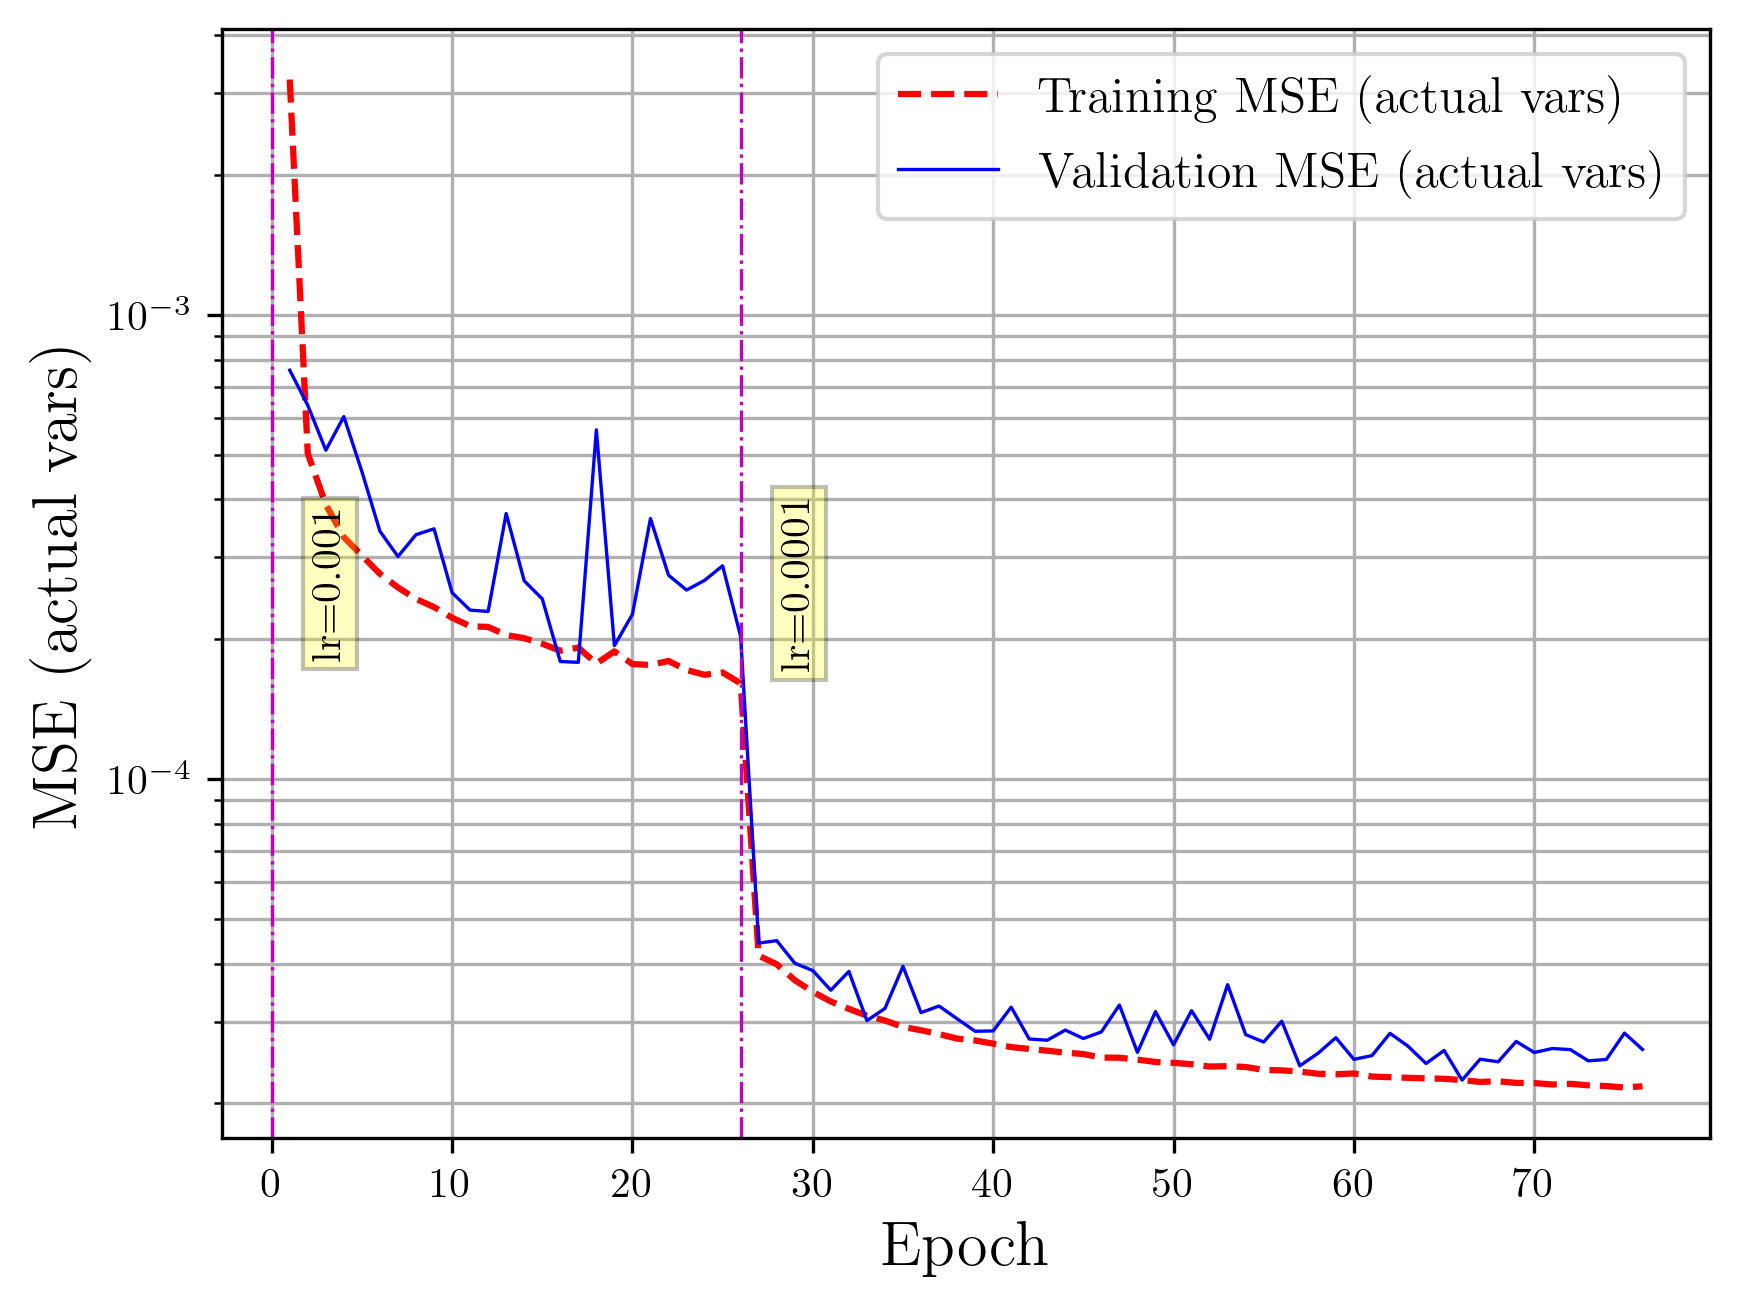 Training MSE (actual vars)
Validation MSE (actual vars)
MSE (actual vars)
10⁻³
10⁻⁴
lr=0.001
lr=0.0001
0 10 20 30 40 50 60 70
Epoch